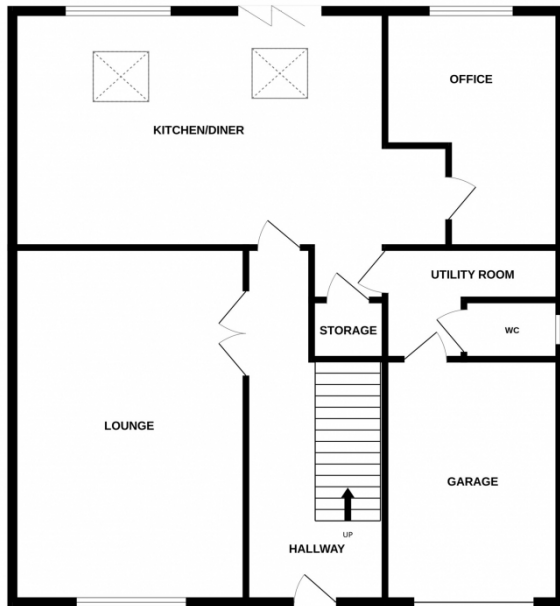 OFFICE
KITCHEN/DINER
UTILITY ROOM
STORAGE
WC
LOUNGE
GARAGE
UP
HALLWAY